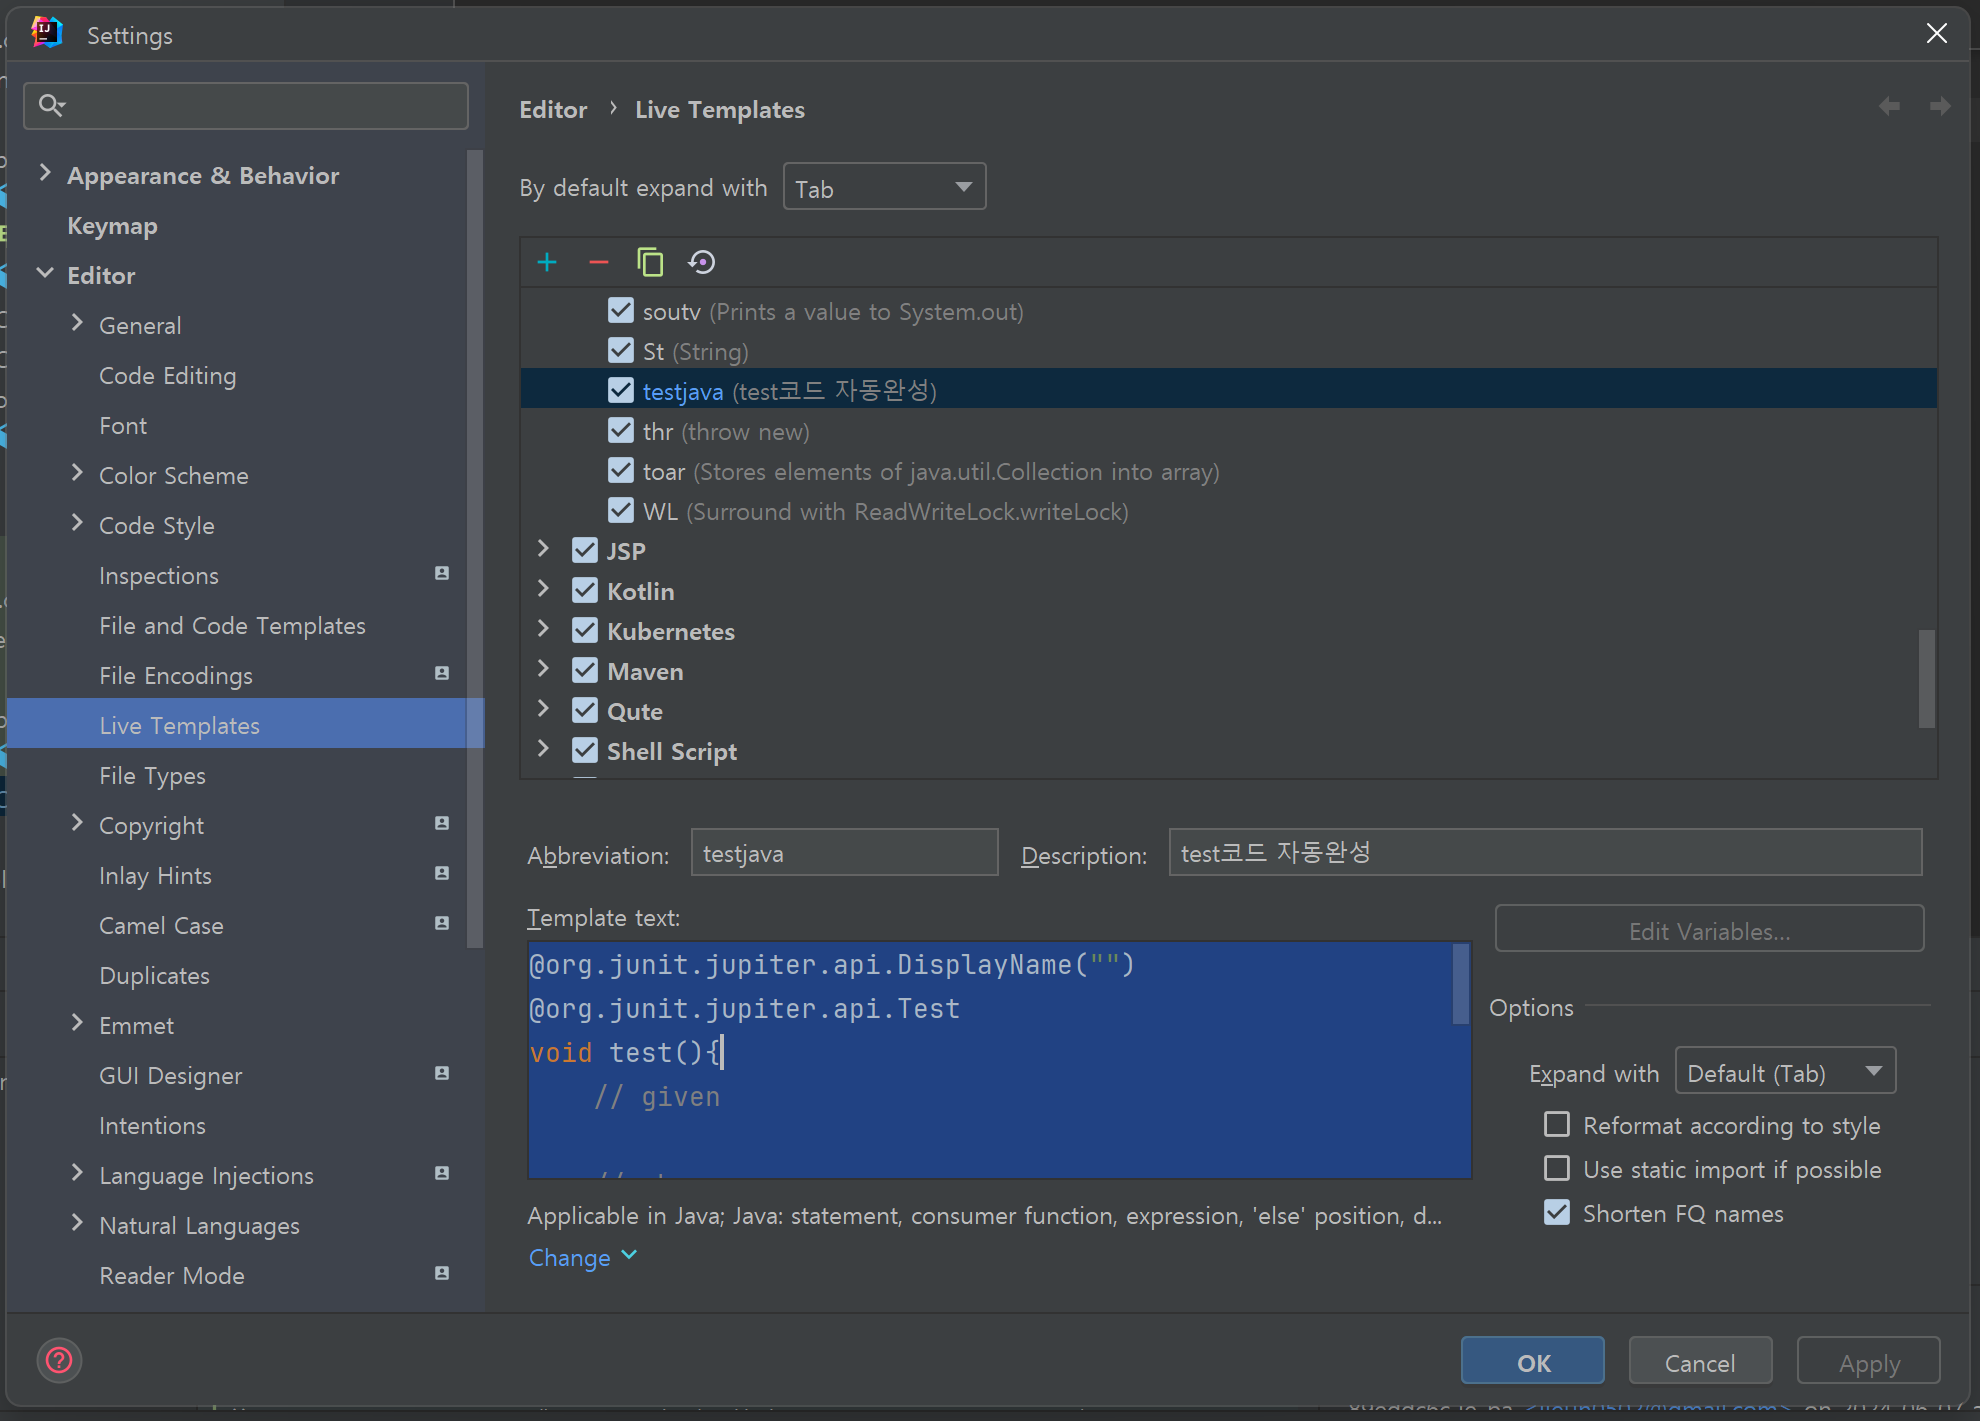 Settings
Appearance & Behavior
Keymap
Editor
General
Code Editing
Font
Color Scheme
Code Style
Inspections
File and Code Templates
File Encodings
Live Templates
File Types
Copyright
Inlay Hints
Camel Case
Duplicates
Emmet
GUI Designer
Intentions
Language Injections
Natural Languages
Reader Mode
Editor › Live Templates
By default expand with Tab
soutv (Prints a value to System.out)
St (String)
testjava (test코드 자동완성)
thr (throw new)
toar (Stores elements of java.util.Collection into array)
WL (Surround with ReadWriteLock.writeLock)
JSP
Kotlin
Kubernetes
Maven
Qute
Shell Script
Abbreviation: testjava Description: test코드 자동완성
Template text:
@org.junit.jupiter.api.DisplayName("")
@org.junit.jupiter.api.Test
void test(){
// given
Edit Variables...
Options
Expand with Default (Tab)
Reformat according to style
Use static import if possible
Shorten FQ names
Applicable in Java; Java: statement, consumer function, expression, 'else' position, d...
Change
OK Cancel Apply